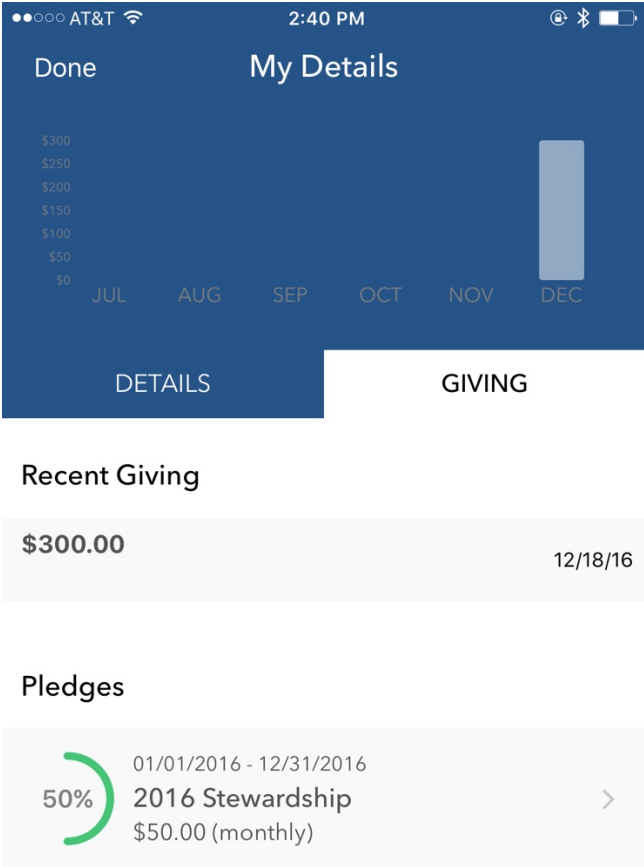 AT&T 2:40 PM
Done My Details
$300
$250
$200
$150
$100
$50
$0
JUL AUG SEP OCT NOV DEC
DETAILS GIVING
Recent Giving
$300.00
12/18/16
Pledges
01/01/2016 - 12/31/2016
50% 2016 Stewardship
$50.00 (monthly)